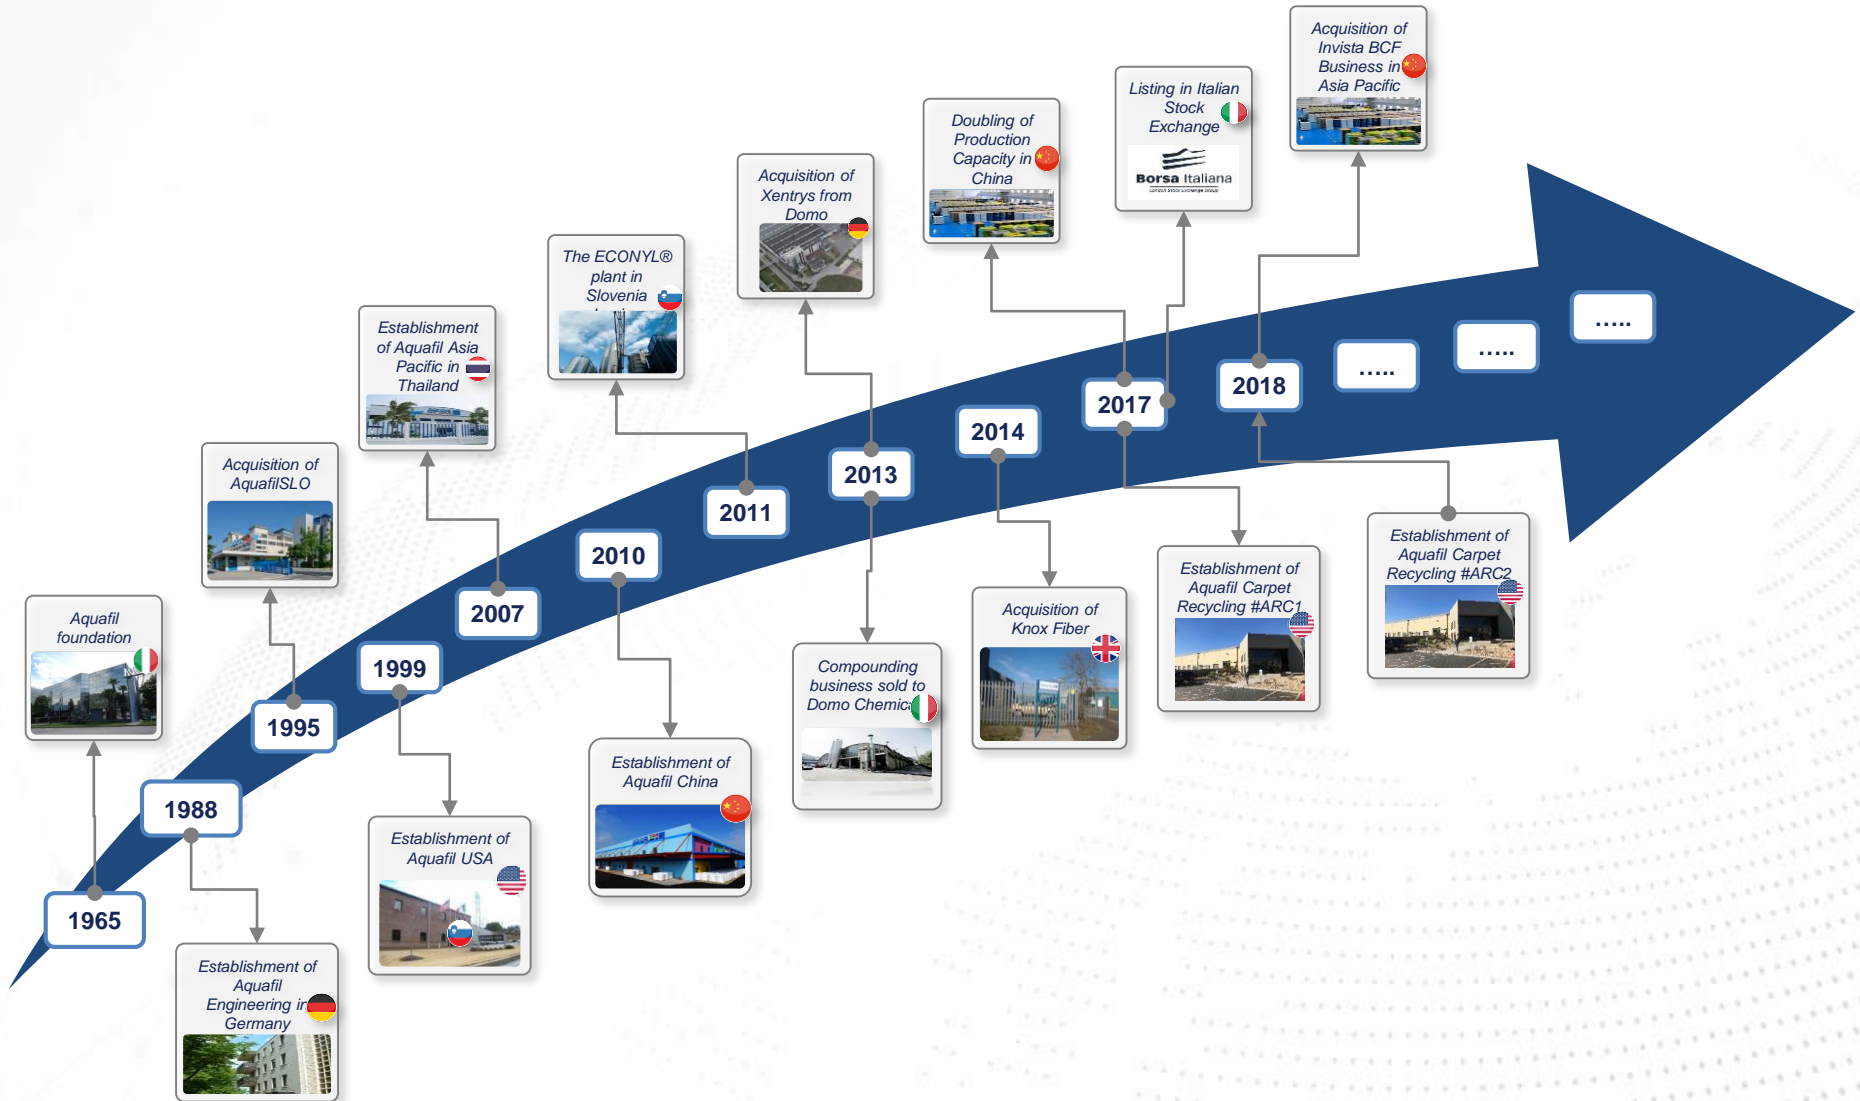 Acquisition of
Invista BCF
Business in
Asia Pacific
Listing in Italian
Stock
Exchange
Borsa Italiana
London Stock Exchange Group
Doubling of
Production
Capacity in
China
Acquisition of
Xentrys from
Domo
The ECONYL®
plant in
Slovenia
Establishment
of Aquafil Asia
Pacific in
Thailand
Acquisition of
AquafilSLO
Aquafil
foundation
1965
1988
1995
1999
2007
2010
2011
2013
2014
2017
2018
.....
.....
.....
Establishment of
Aquafil
Engineering in
Germany
Establishment of
Aquafil USA
Establishment of
Aquafil China
Compounding
business sold to
Domo Chemica
Acquisition of
Knox Fiber
Establishment of
Aquafil Carpet
Recycling #ARC1
Establishment of
Aquafil Carpet
Recycling #ARC2